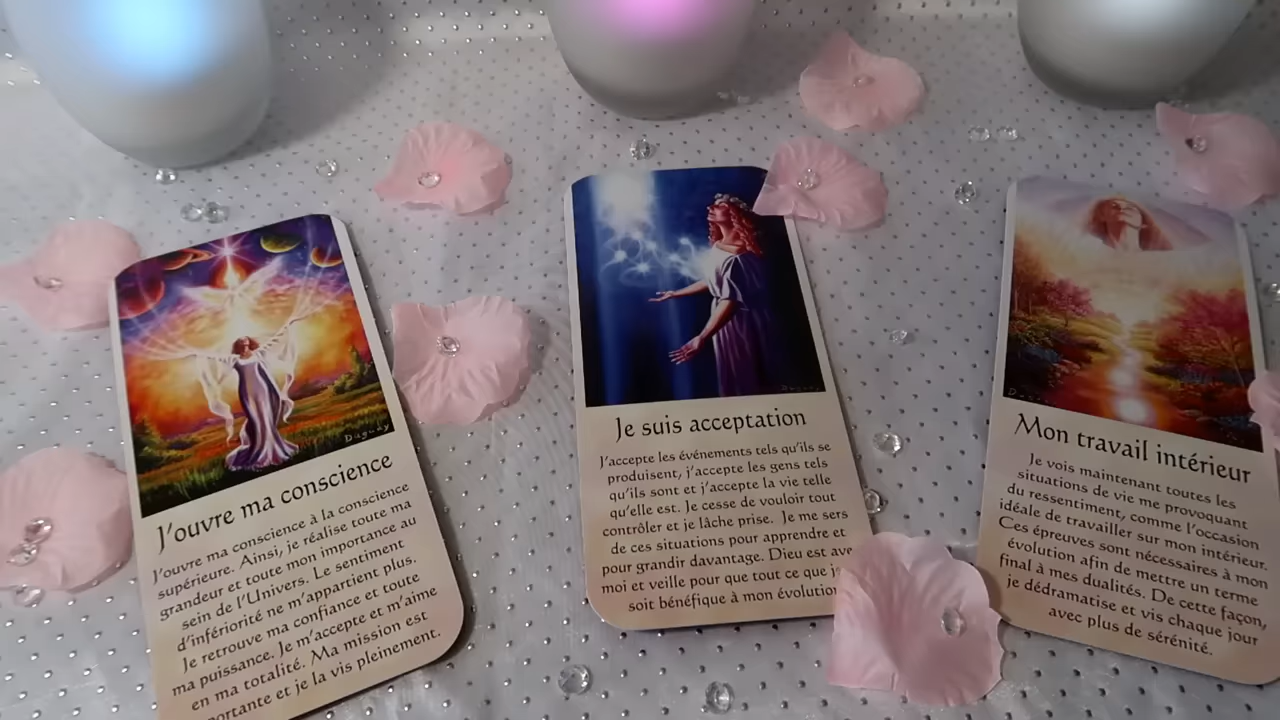 Duguay
J'ouvre ma conscience
J'ouvre ma conscience à la conscience
supérieure. Ainsi, je réalise toute ma
grandeur et toute mon importance au
sein de l'Univers. Le sentiment
d'infériorité ne m'appartient plus.
Je retrouve ma confiance et toute
ma puissance. Je m'accepte et m'aime
en ma totalité. Ma mission est
portante et je la vis pleinement.
Duguay
Je suis acceptation
J'accepte les événements tels qu'ils se
produisent, j'accepte les gens tels
qu'ils sont et j'accepte la vie telle
qu'elle est. Je cesse de vouloir tout
contrôler et je lâche prise. Je me sers
de ces situations pour apprendre et
pour grandir davantage. Dieu est ave
moi et veille pour que tout ce que je
soit bénéfique à mon évolution
Mon travail intérieur
Je vois maintenant toutes les
situations de vie me provoquant
du ressentiment, comme l'occasion
idéale de travailler sur mon intérieur.
Ces épreuves sont nécessaires à mon
évolution afin de mettre un terme
final à mes dualités. De cette façon,
je dédramatise et vis chaque jour
avec plus de sérénité.